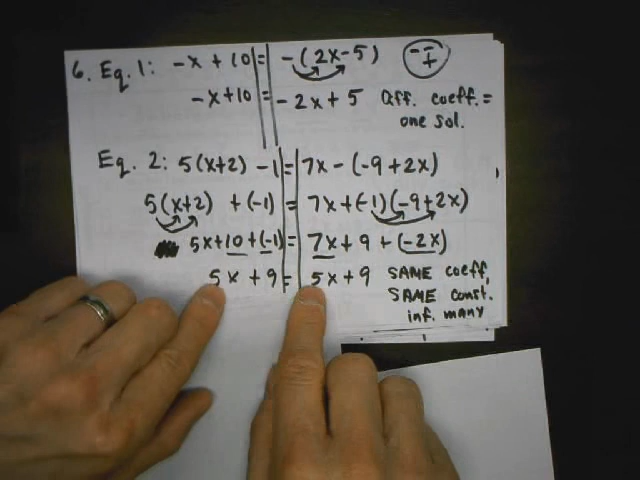 6. Eq. 1: -x + 10 = -(2x-5)
-x+10 = -2x+5 Diff. coeff. =
one sol.
Eq. 2: 5(x+2) -1 = 7x-(-9+2x)
5(x+2) +(-1) = 7x+(-1)(-9+2x)
5x+10+(-1) = 7x+9+(-2x)
5x+9 = 5x+9 SAME coeff,
SAME const.
inf. many